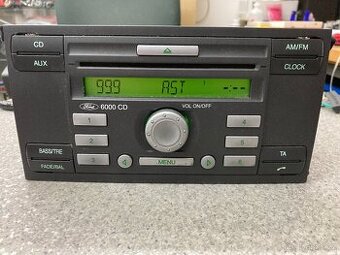 CD
AM/FM
AUX
CLOCK
999 AST -:--
Ford 6000 CD
VOL ON/OFF
1
4
2
5
3
6
BASS/TRE
FADE/BAL
MENU
TA